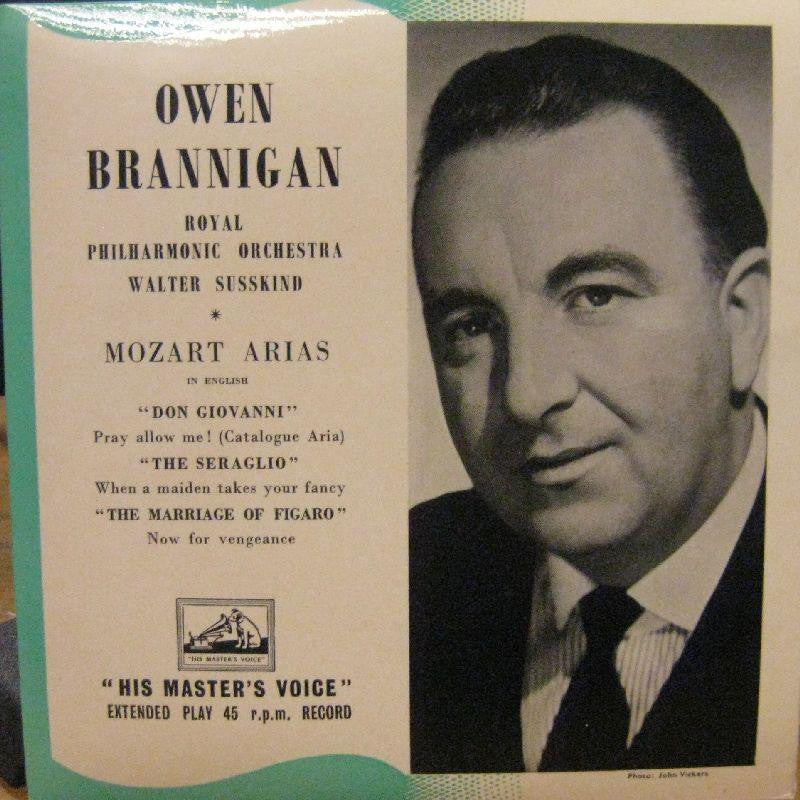 OWEN
BRANNIGAN
ROYAL
PHILHARMONIC ORCHESTRA
WALTER SUSSKIND
*
MOZART ARIAS
IN ENGLISH
"DON GIOVANNI"
Pray allow me! (Catalogue Aria)
"THE SERAGLIO"
When a maiden takes your fancy
"THE MARRIAGE OF FIGARO"
Now for vengeance
"HIS MASTER'S VOICE"
"HIS MASTER'S VOICE"
EXTENDED PLAY 45 r.p.m. RECORD
Photo: John Vickers